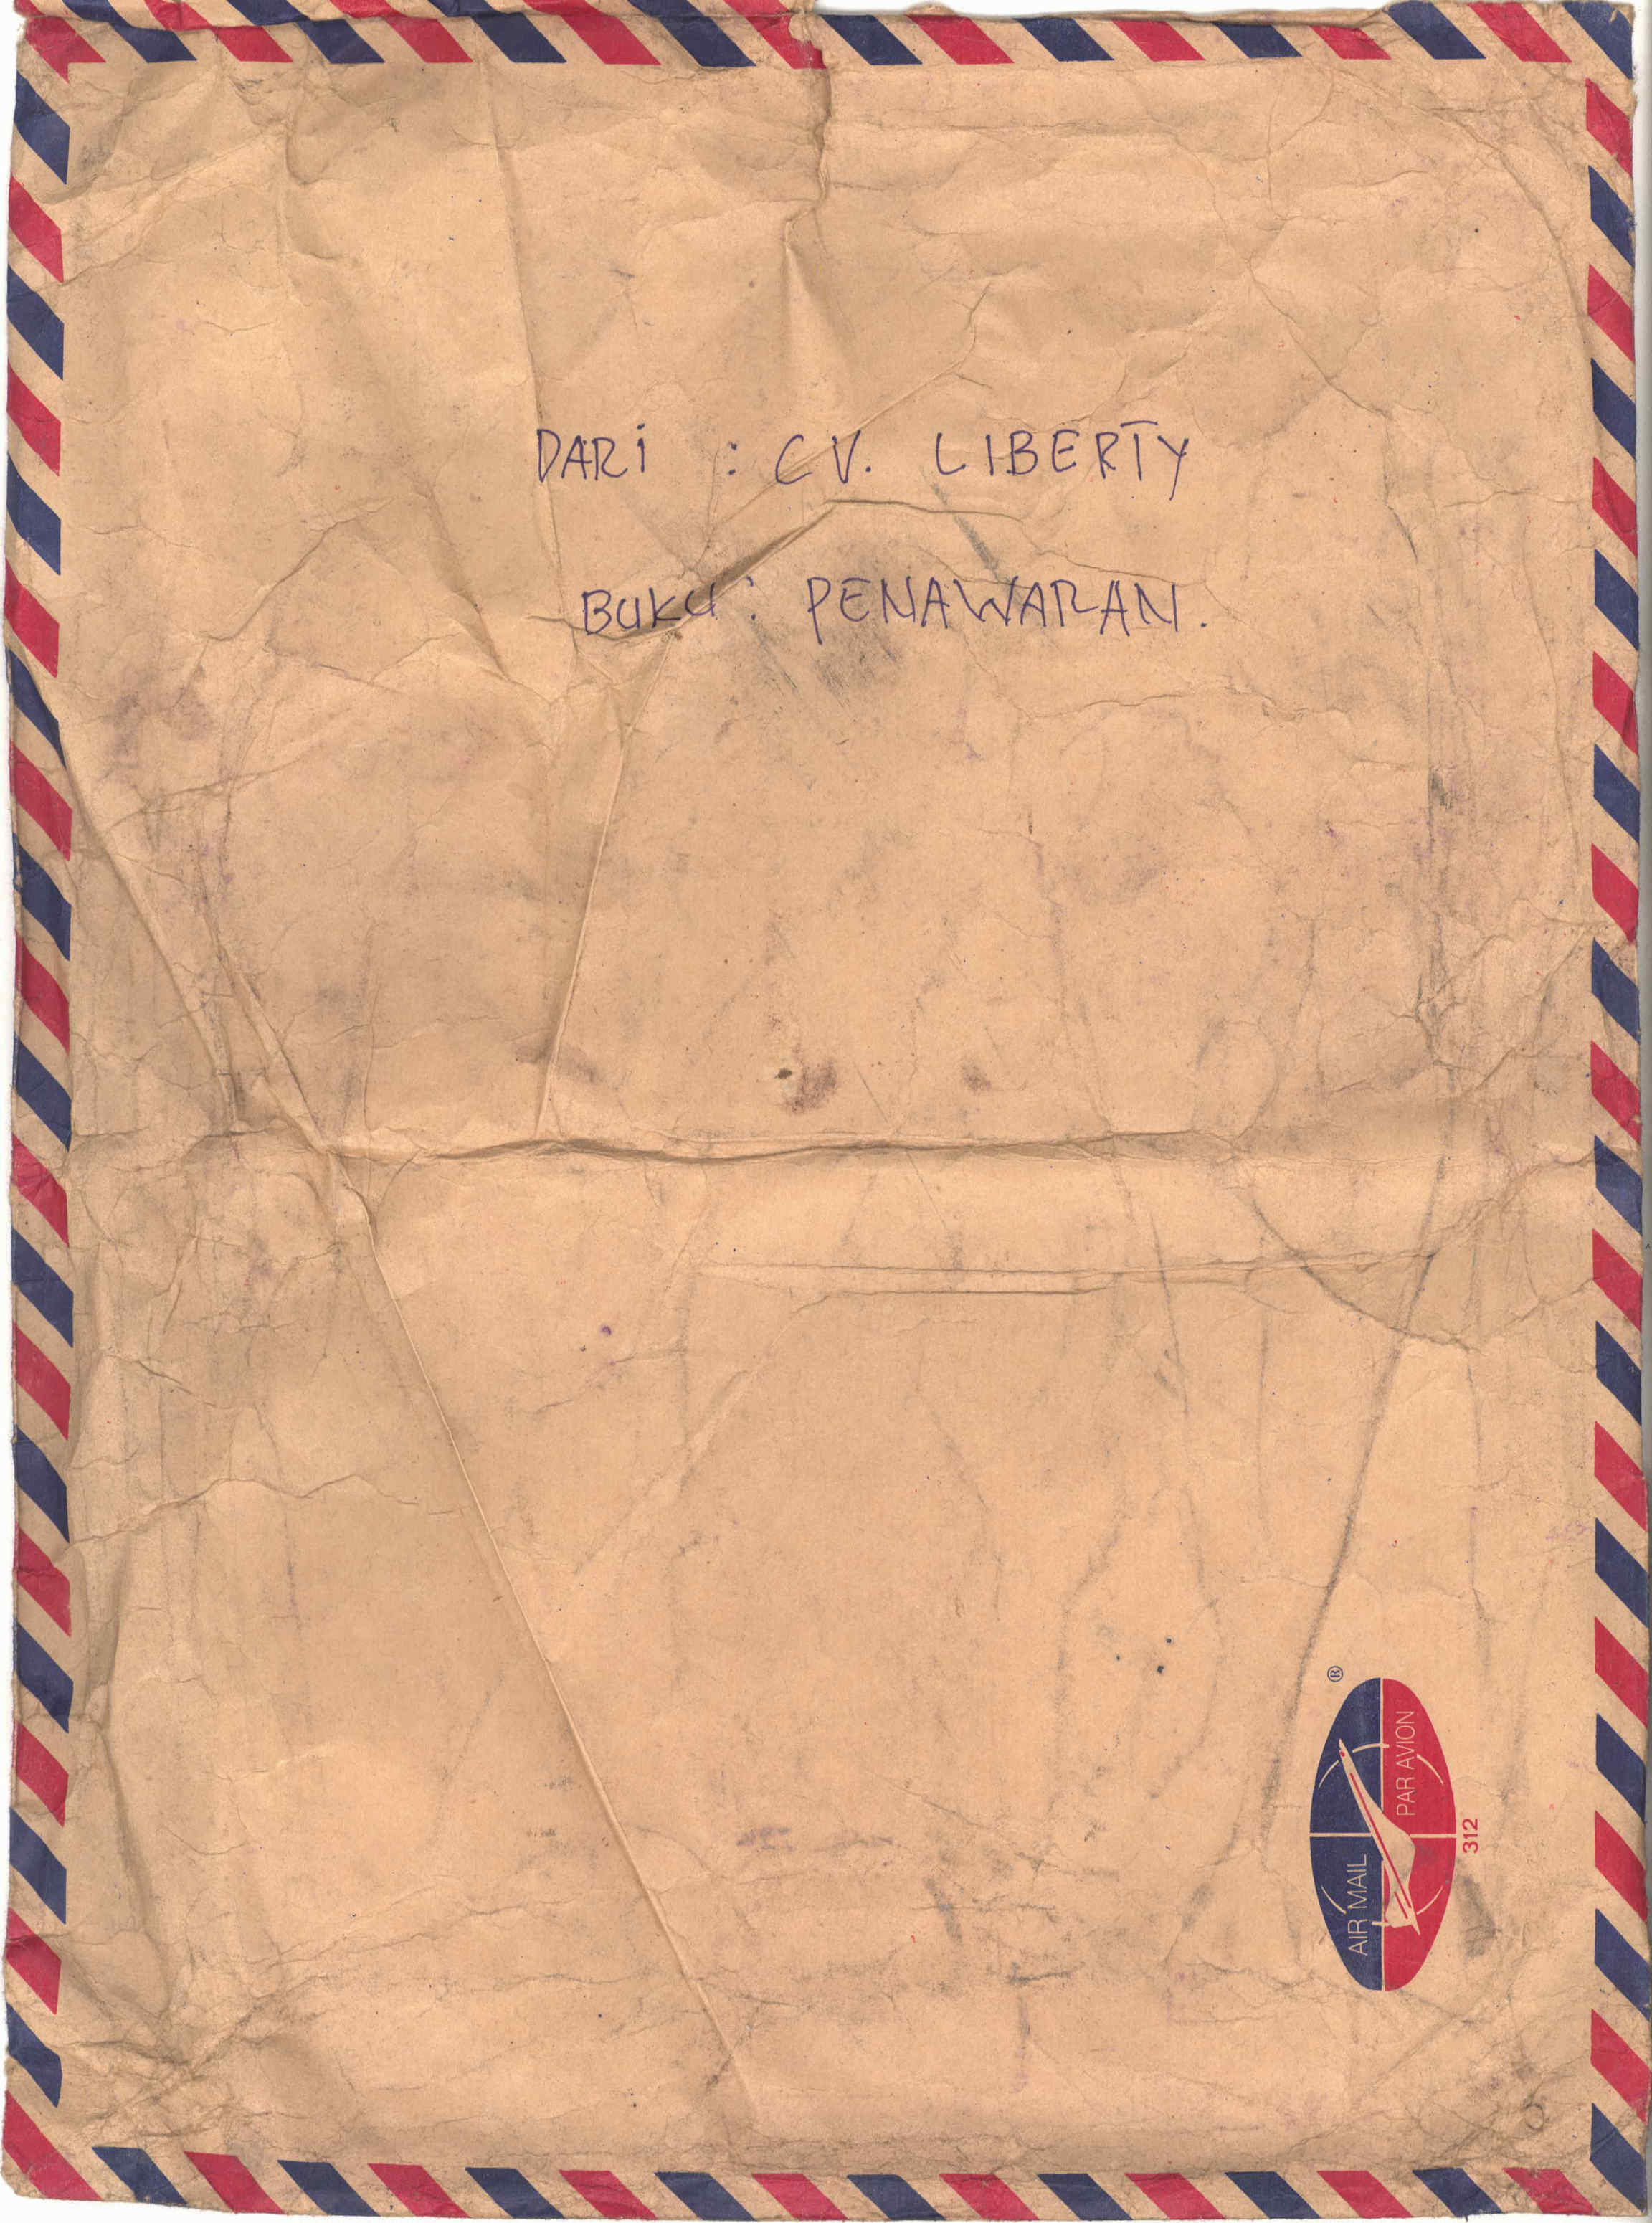 DARi : CV. LIBERTY
BUKU : PENAWARAN.
®
AIR MAIL
PAR AVION
312